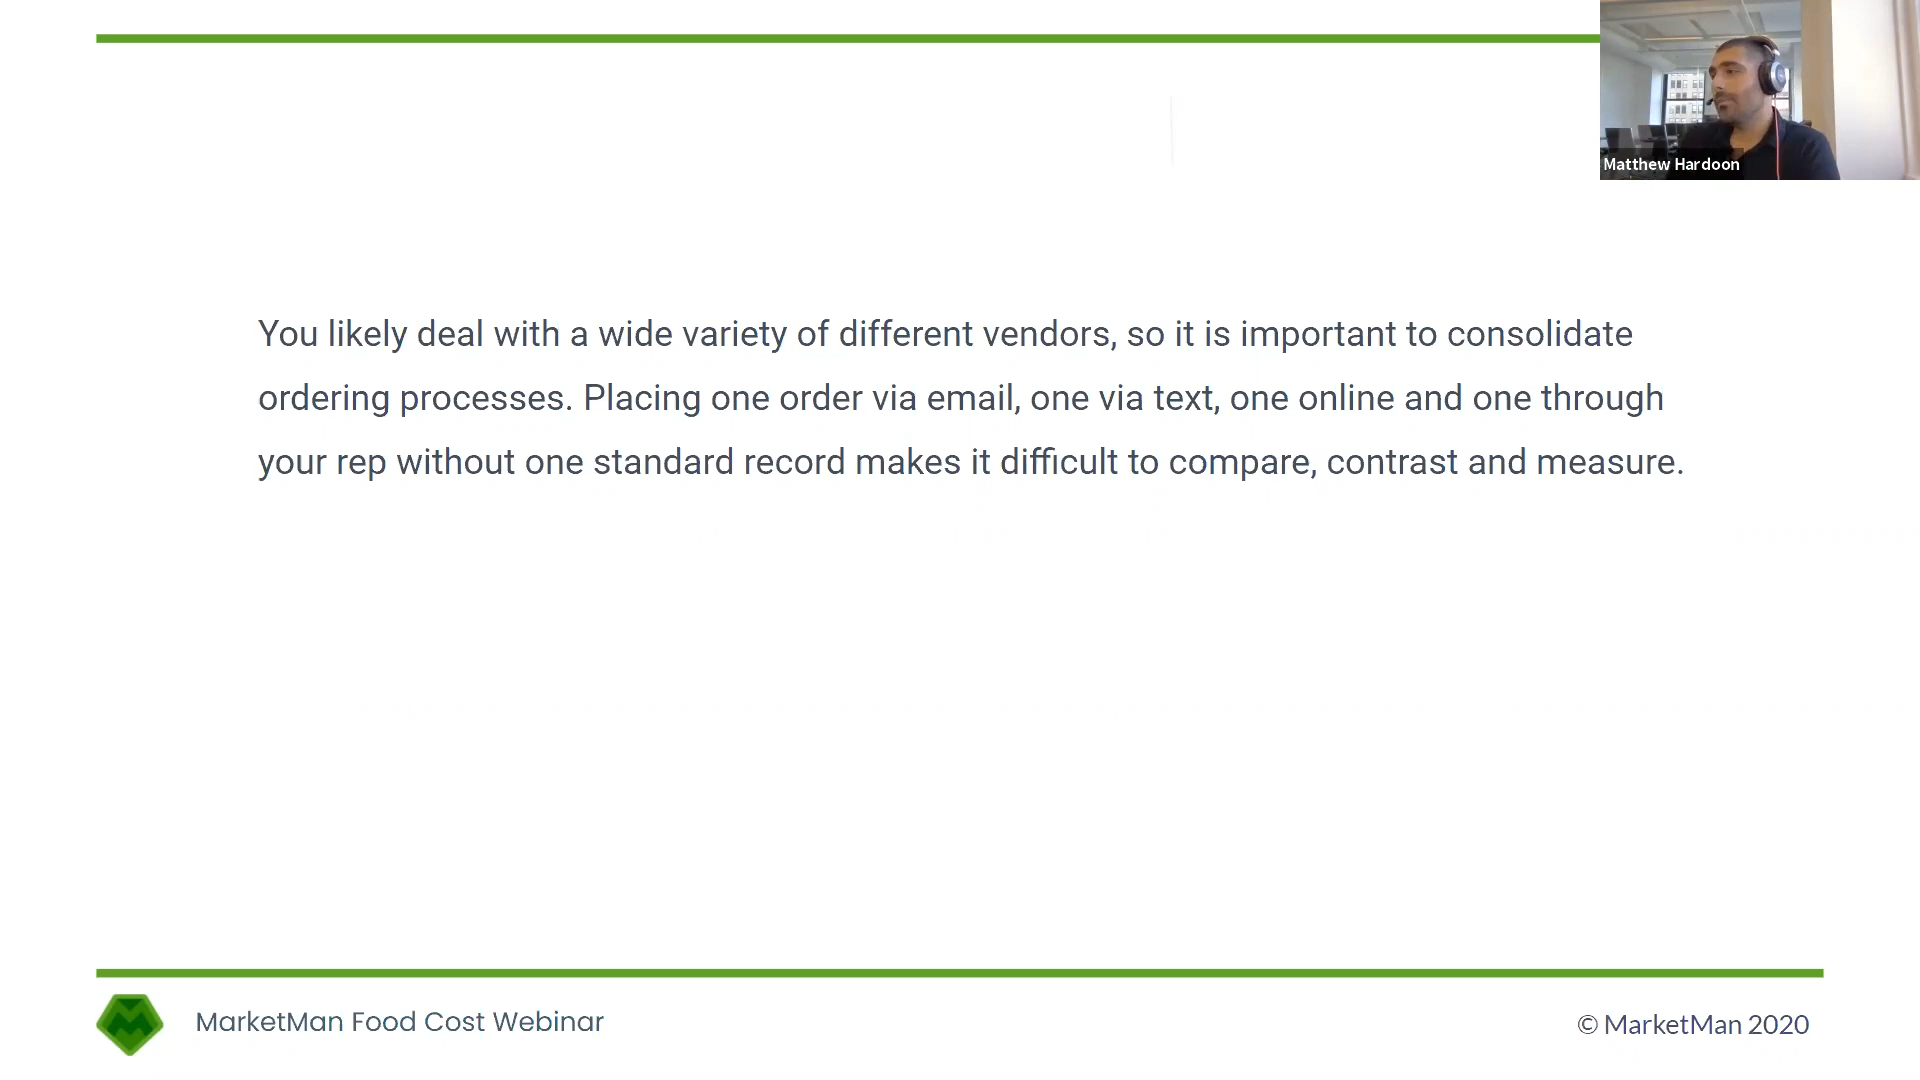 Matthew Hardoon
You likely deal with a wide variety of different vendors, so it is important to consolidate
ordering processes. Placing one order via email, one via text, one online and one through
your rep without one standard record makes it difficult to compare, contrast and measure.
MarketMan Food Cost Webinar
© MarketMan 2020